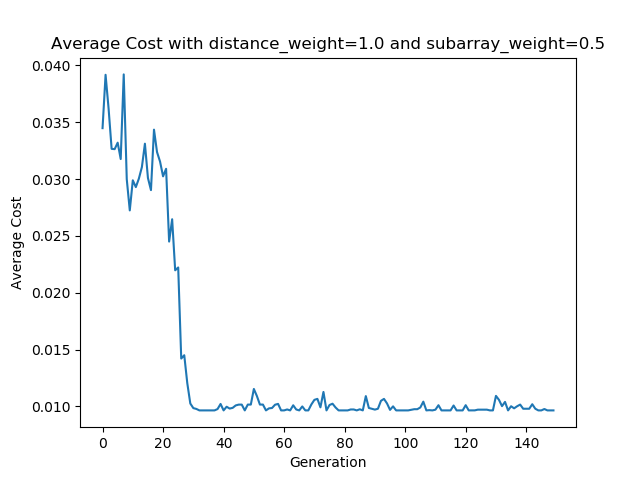 Average Cost with distance_weight=1.0 and subarray_weight=0.5
0.040
0.035
0.030
0.025
0.020
0.015
0.010
Average Cost
0 20 40 60 80 100 120 140
Generation